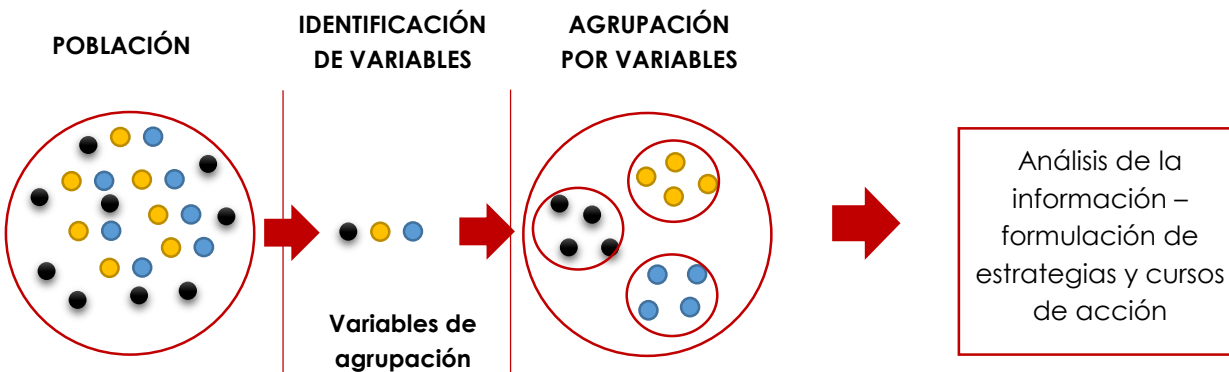 POBLACIÓN
IDENTIFICACIÓN
DE VARIABLES
AGRUPACIÓN
POR VARIABLES
Variables de
agrupación
Análisis de la
información –
formulación de
estrategias y cursos
de acción